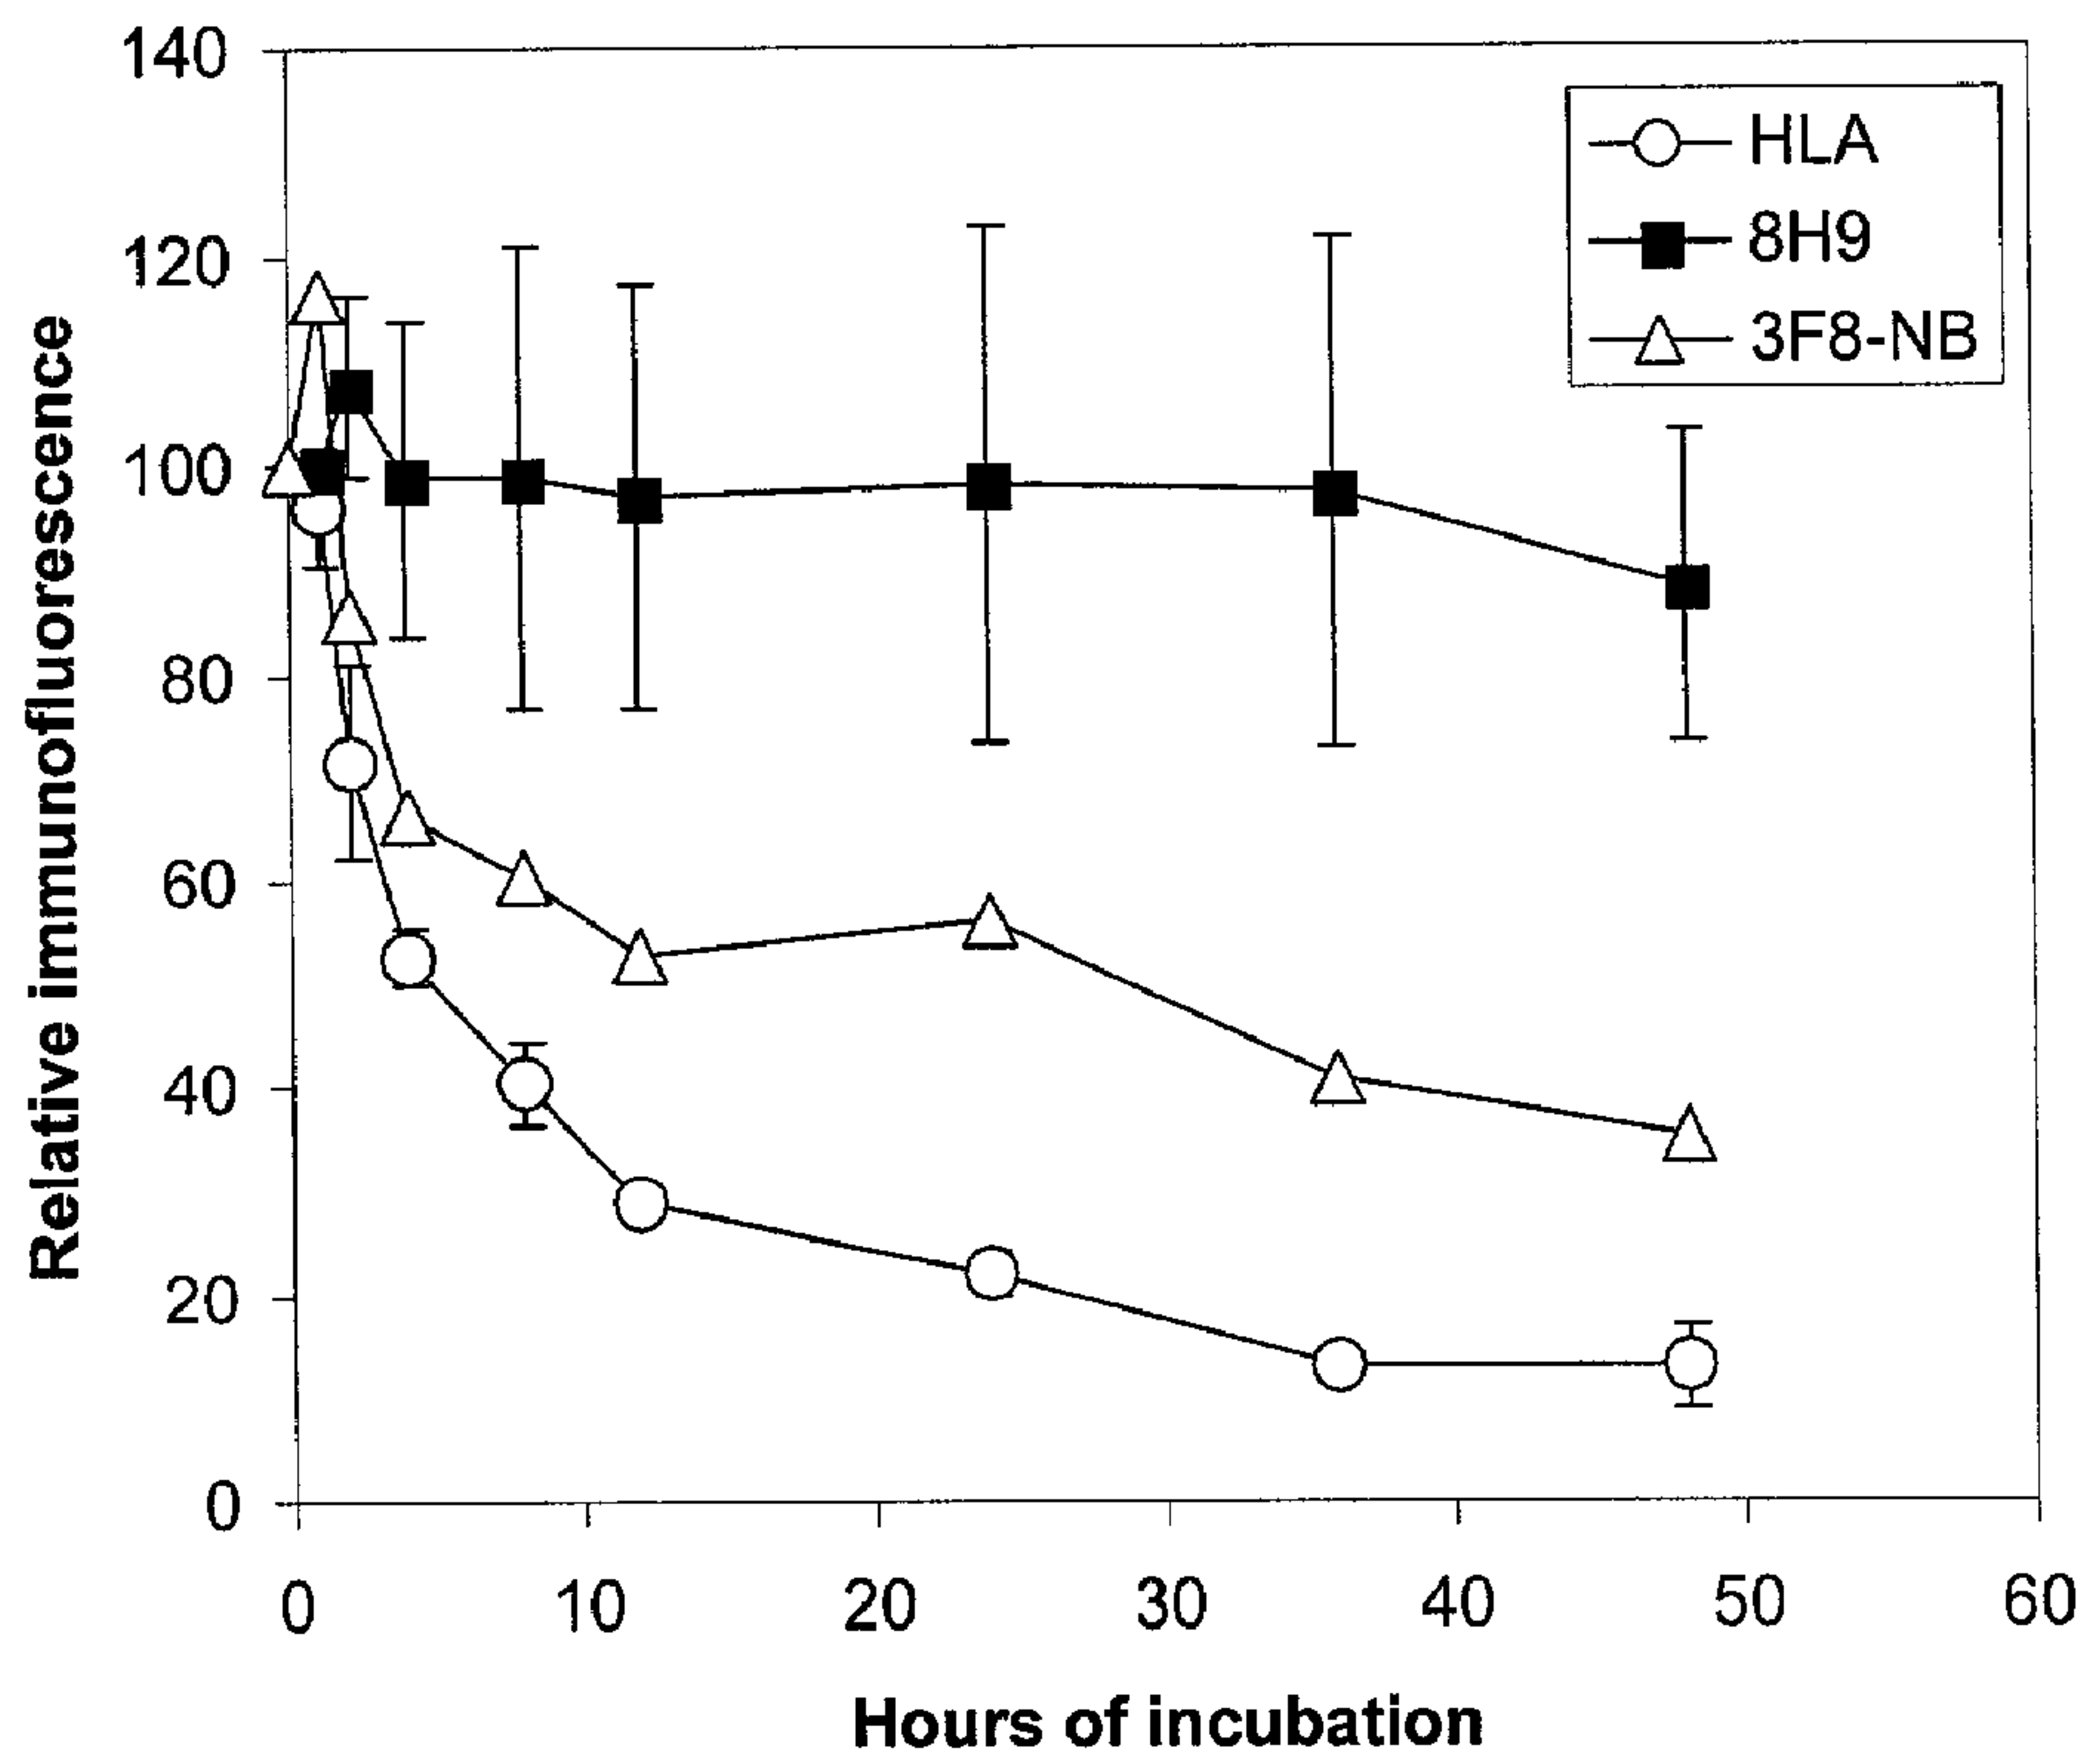 140
120
100
80
60
40
20
0
Relative immunofluorescence
HLA
8H9
3F8-NB
0 10 20 30 40 50 60
Hours of incubation